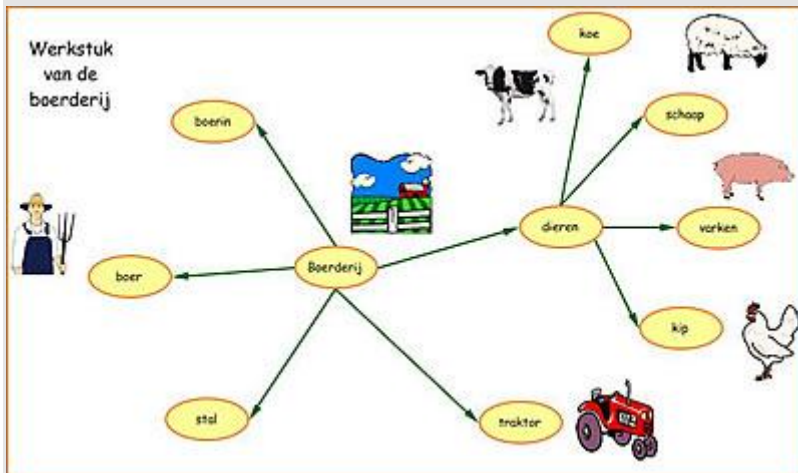 Werkstuk
van de
boerderij
koe
schaap
boerin
dieren
varken
Boerderij
boer
kip
stal
traktor